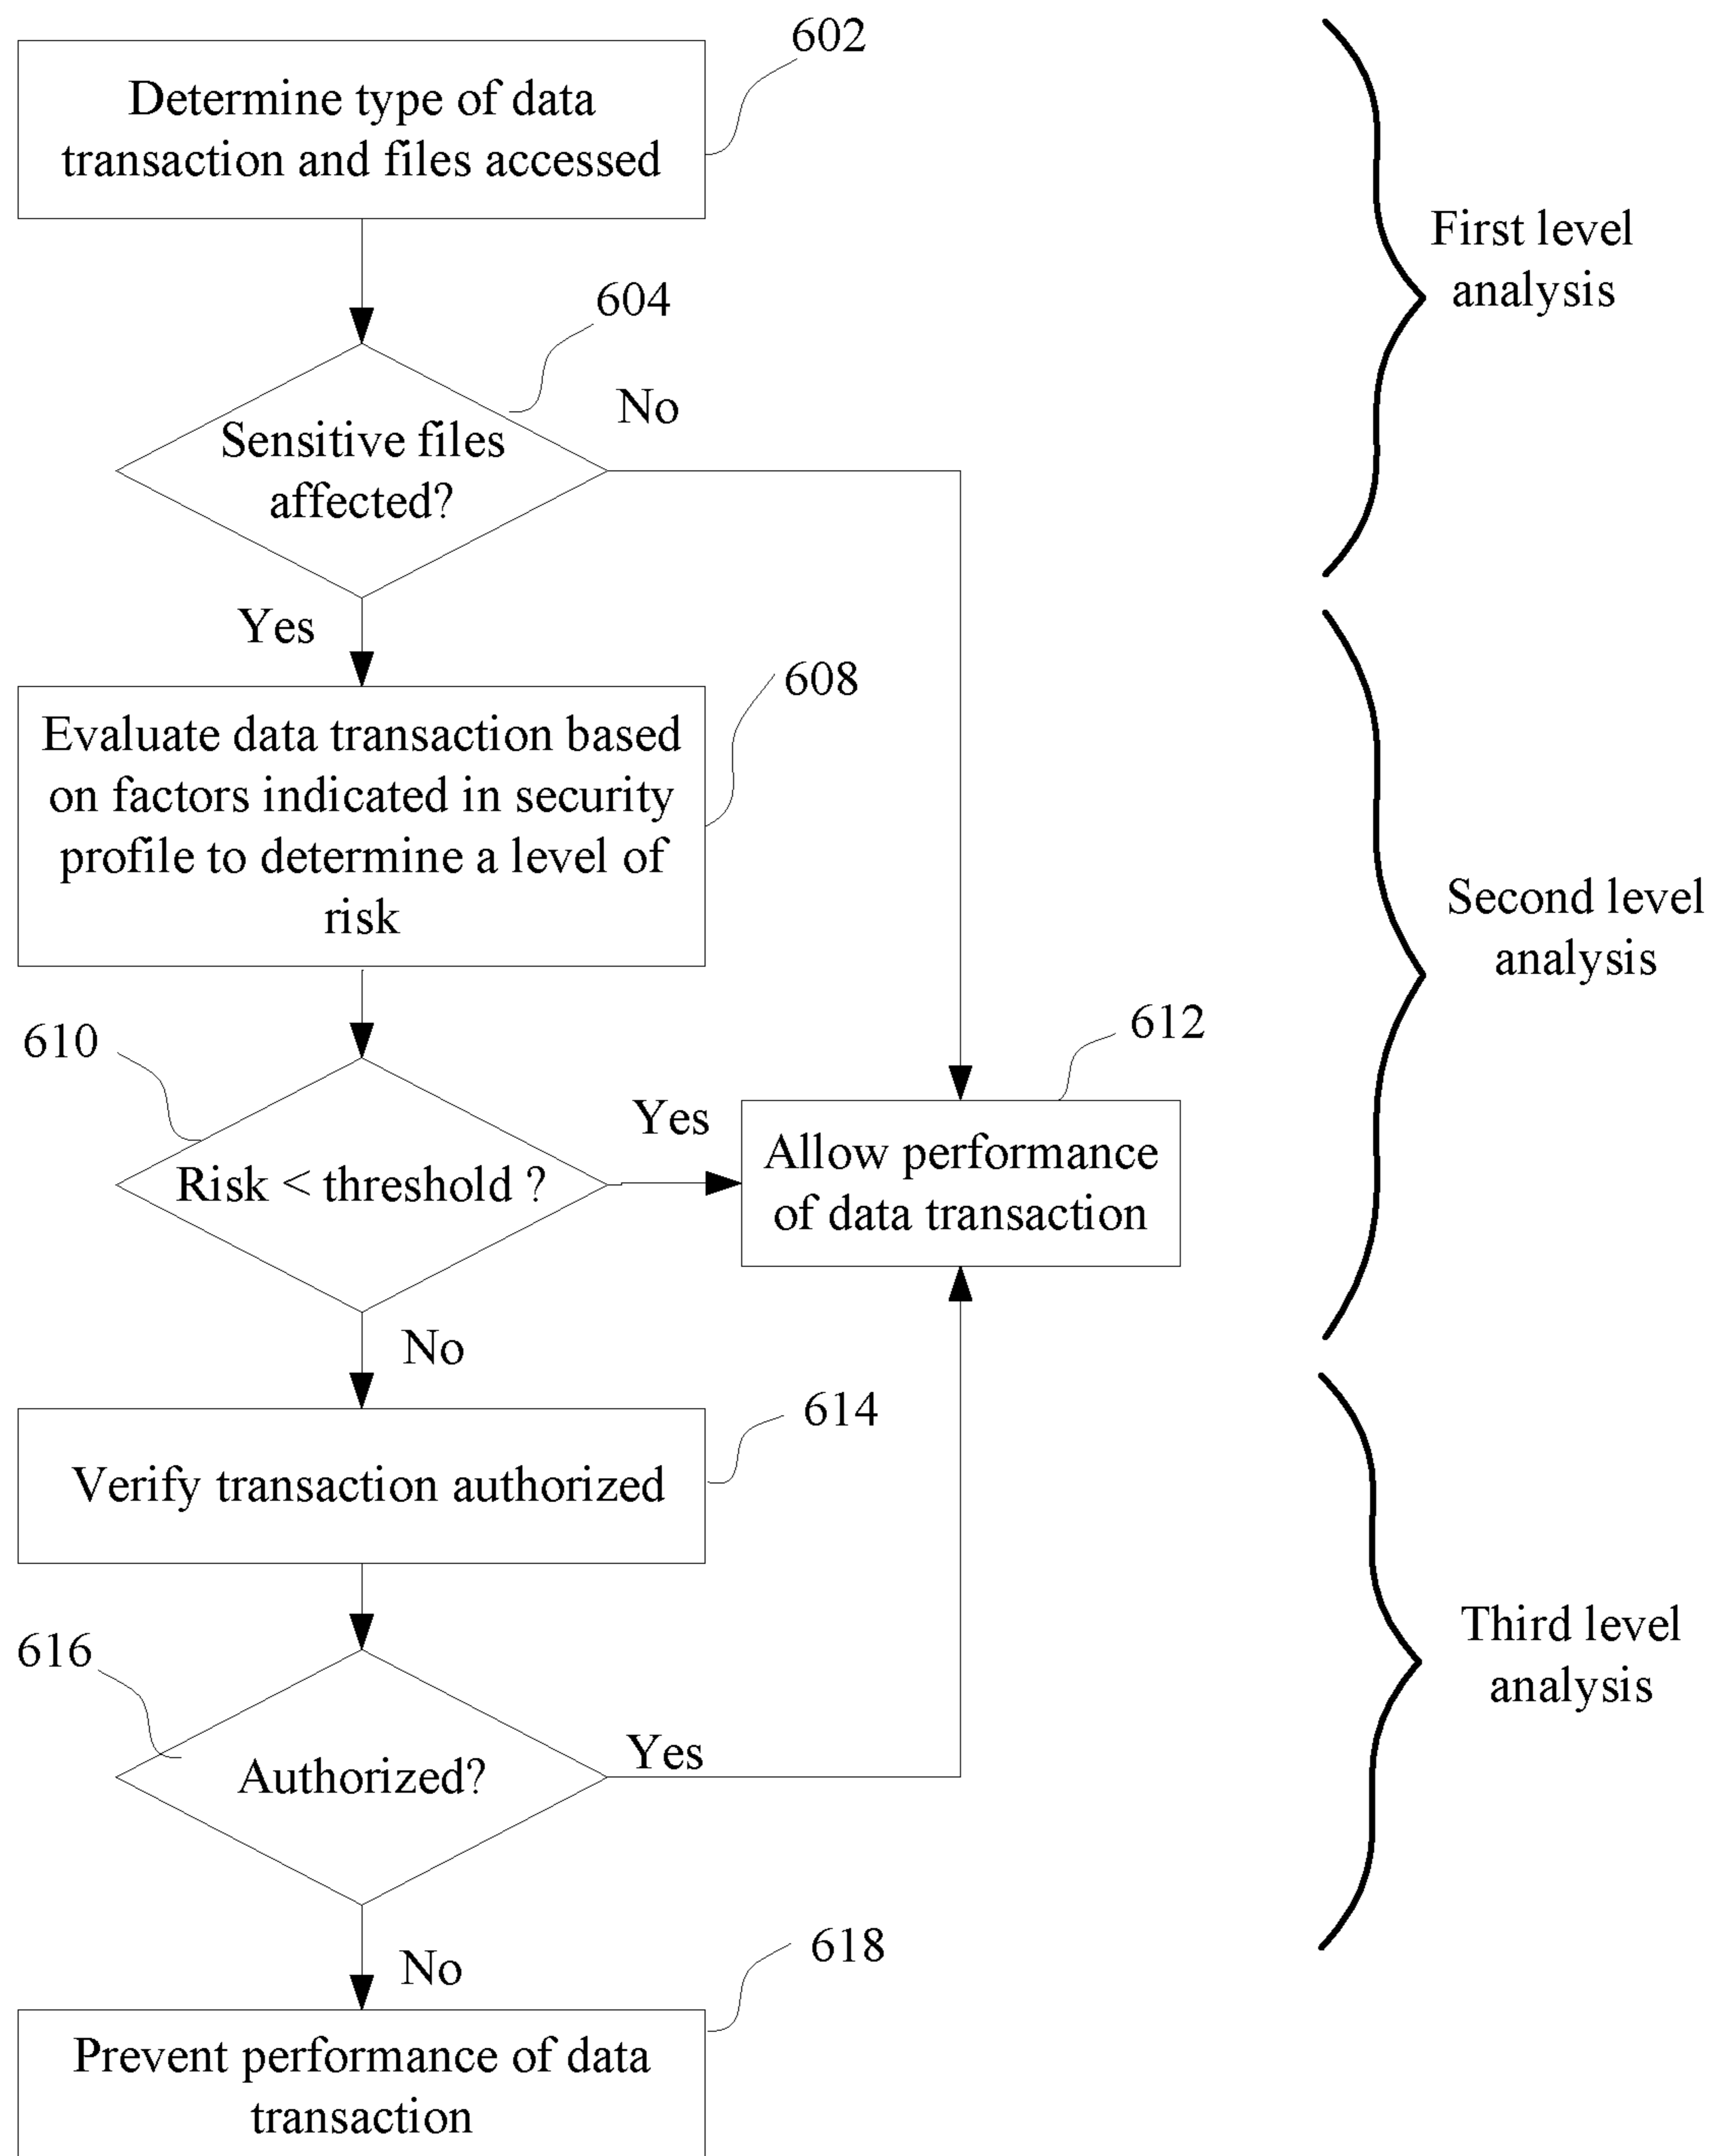 602
Determine type of data
transaction and files accessed
First level
analysis
604
No
Sensitive files
affected?
Yes
608
Evaluate data transaction based
on factors indicated in security
profile to determine a level of
risk
Second level
analysis
610
612
Yes
Allow performance
of data transaction
Risk < threshold ?
No
614
Verify transaction authorized
Third level
analysis
616
Yes
Authorized?
No
618
Prevent performance of data
transaction